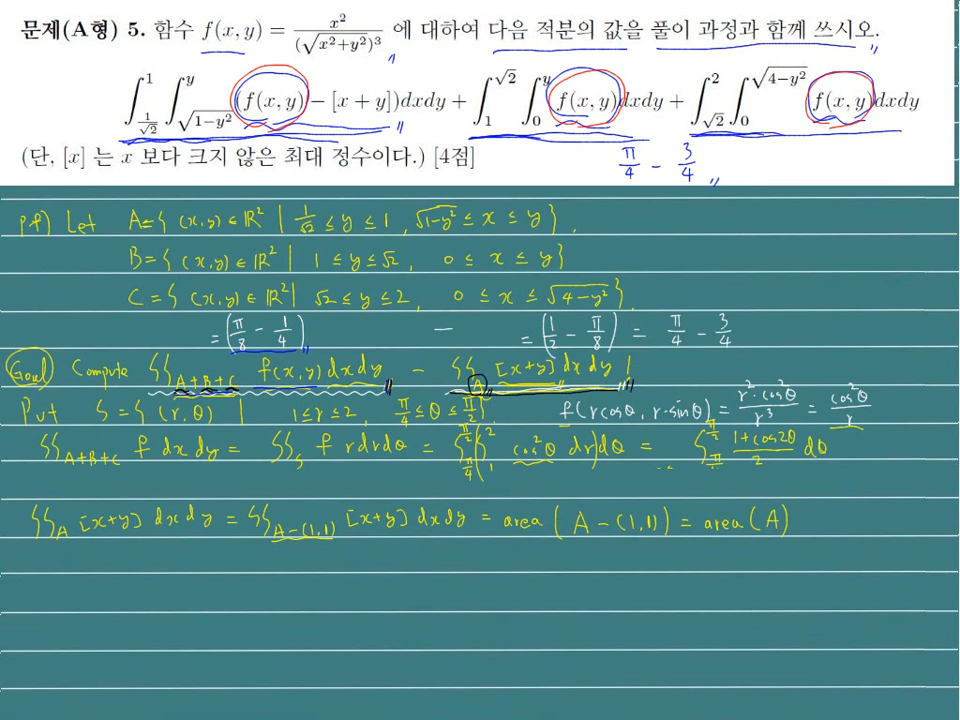 문제(A형) 5. 함수 f(x, y) = x²/(√(x²+y²))³ 에 대하여 다음 적분의 값을 풀이 과정과 함께 쓰시오.
∫_{1/√2}^{1} ∫_{√(1−y²)}^{y} (f(x, y) − [x + y])dxdy + ∫_{1}^{√2} ∫_{0}^{y} f(x, y)dxdy + ∫_{√2}^{2} ∫_{0}^{√(4−y²)} f(x, y)dxdy
(단, [x] 는 x 보다 크지 않은 최대 정수이다.) [4점]
π/4 − 3/4
pf) Let A = { (x,y) ∈ ℝ² | 1/√2 ≤ y ≤ 1, √(1−y²) ≤ x ≤ y },
B = { (x,y) ∈ ℝ² | 1 ≤ y ≤ √2, 0 ≤ x ≤ y }
C = { (x,y) ∈ ℝ² | √2 ≤ y ≤ 2, 0 ≤ x ≤ √(4−y²) }.
= (π/8 − 1/4) − = (1/2 − π/8) = π/4 − 3/4
Goal) Compute ∬_{A+B+C} f(x,y) dxdy − ∬_A [x+y] dxdy !
Put S = { (r, θ) | 1 ≤ r ≤ 2, π/4 ≤ θ ≤ π/2 } f(rcosθ, r·sinθ) = r²·cos²θ/r³ = cos²θ/r
∬_{A+B+C} f dxdy = ∬_S f rdrdθ = ∫_{π/4}^{π/2} (∫_1^2 cos²θ dr) dθ = ∫_{π/4}^{π/2} (1+cos2θ)/2 dθ
∬_A [x+y] dxdy = ∬_{A−(1,1)} [x+y] dxdy = area ( A − (1,1) ) = area (A)